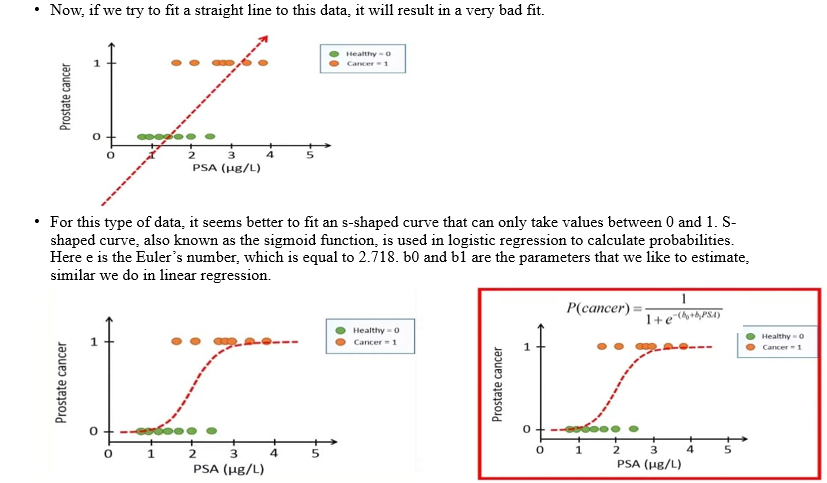 • Now, if we try to fit a straight line to this data, it will result in a very bad fit.
Healthy = 0
Cancer = 1
Prostate cancer
1
0
0 1 2 3 4 5
PSA (µg/L)
• For this type of data, it seems better to fit an s-shaped curve that can only take values between 0 and 1. S-
shaped curve, also known as the sigmoid function, is used in logistic regression to calculate probabilities.
Here e is the Euler’s number, which is equal to 2.718. b0 and b1 are the parameters that we like to estimate,
similar we do in linear regression.
Healthy = 0
Cancer = 1
Prostate cancer
1
0
0 1 2 3 4 5
PSA (µg/L)
P(cancer) = 1 / 1 + e^-(b₀+b₁PSA)
Healthy = 0
Cancer = 1
Prostate cancer
1
0
0 1 2 3 4 5
PSA (µg/L)